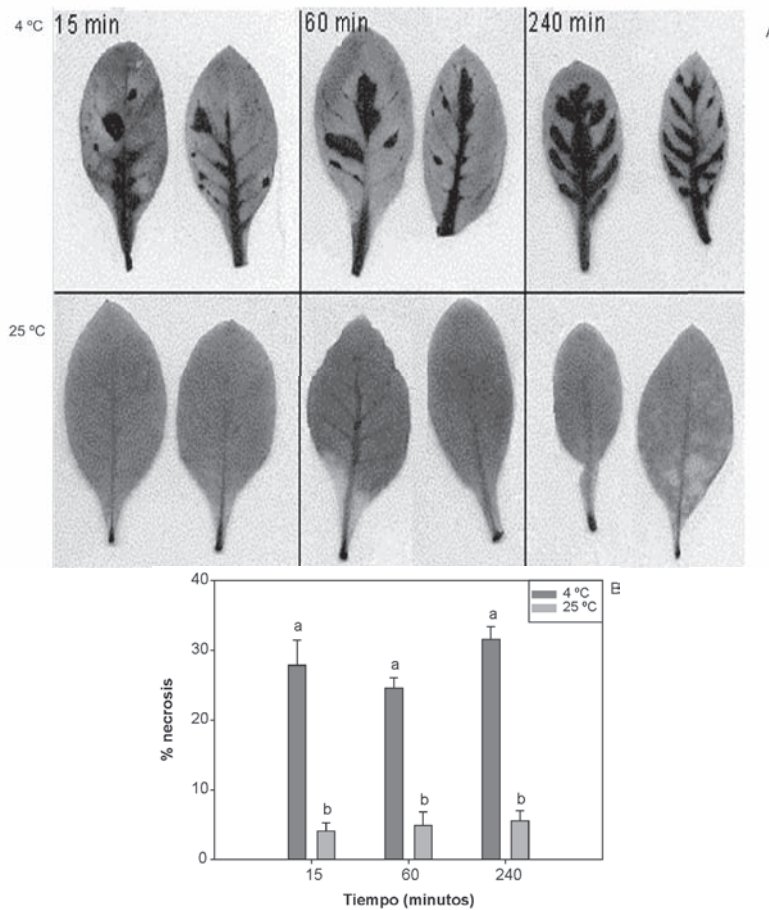 15 min
60 min
240 min
4 ºC
A
25 ºC
B
4 ºC
25 ºC
40
30
20
10
0
a
a
a
b
b
b
% necrosis
15
60
240
Tiempo (minutos)